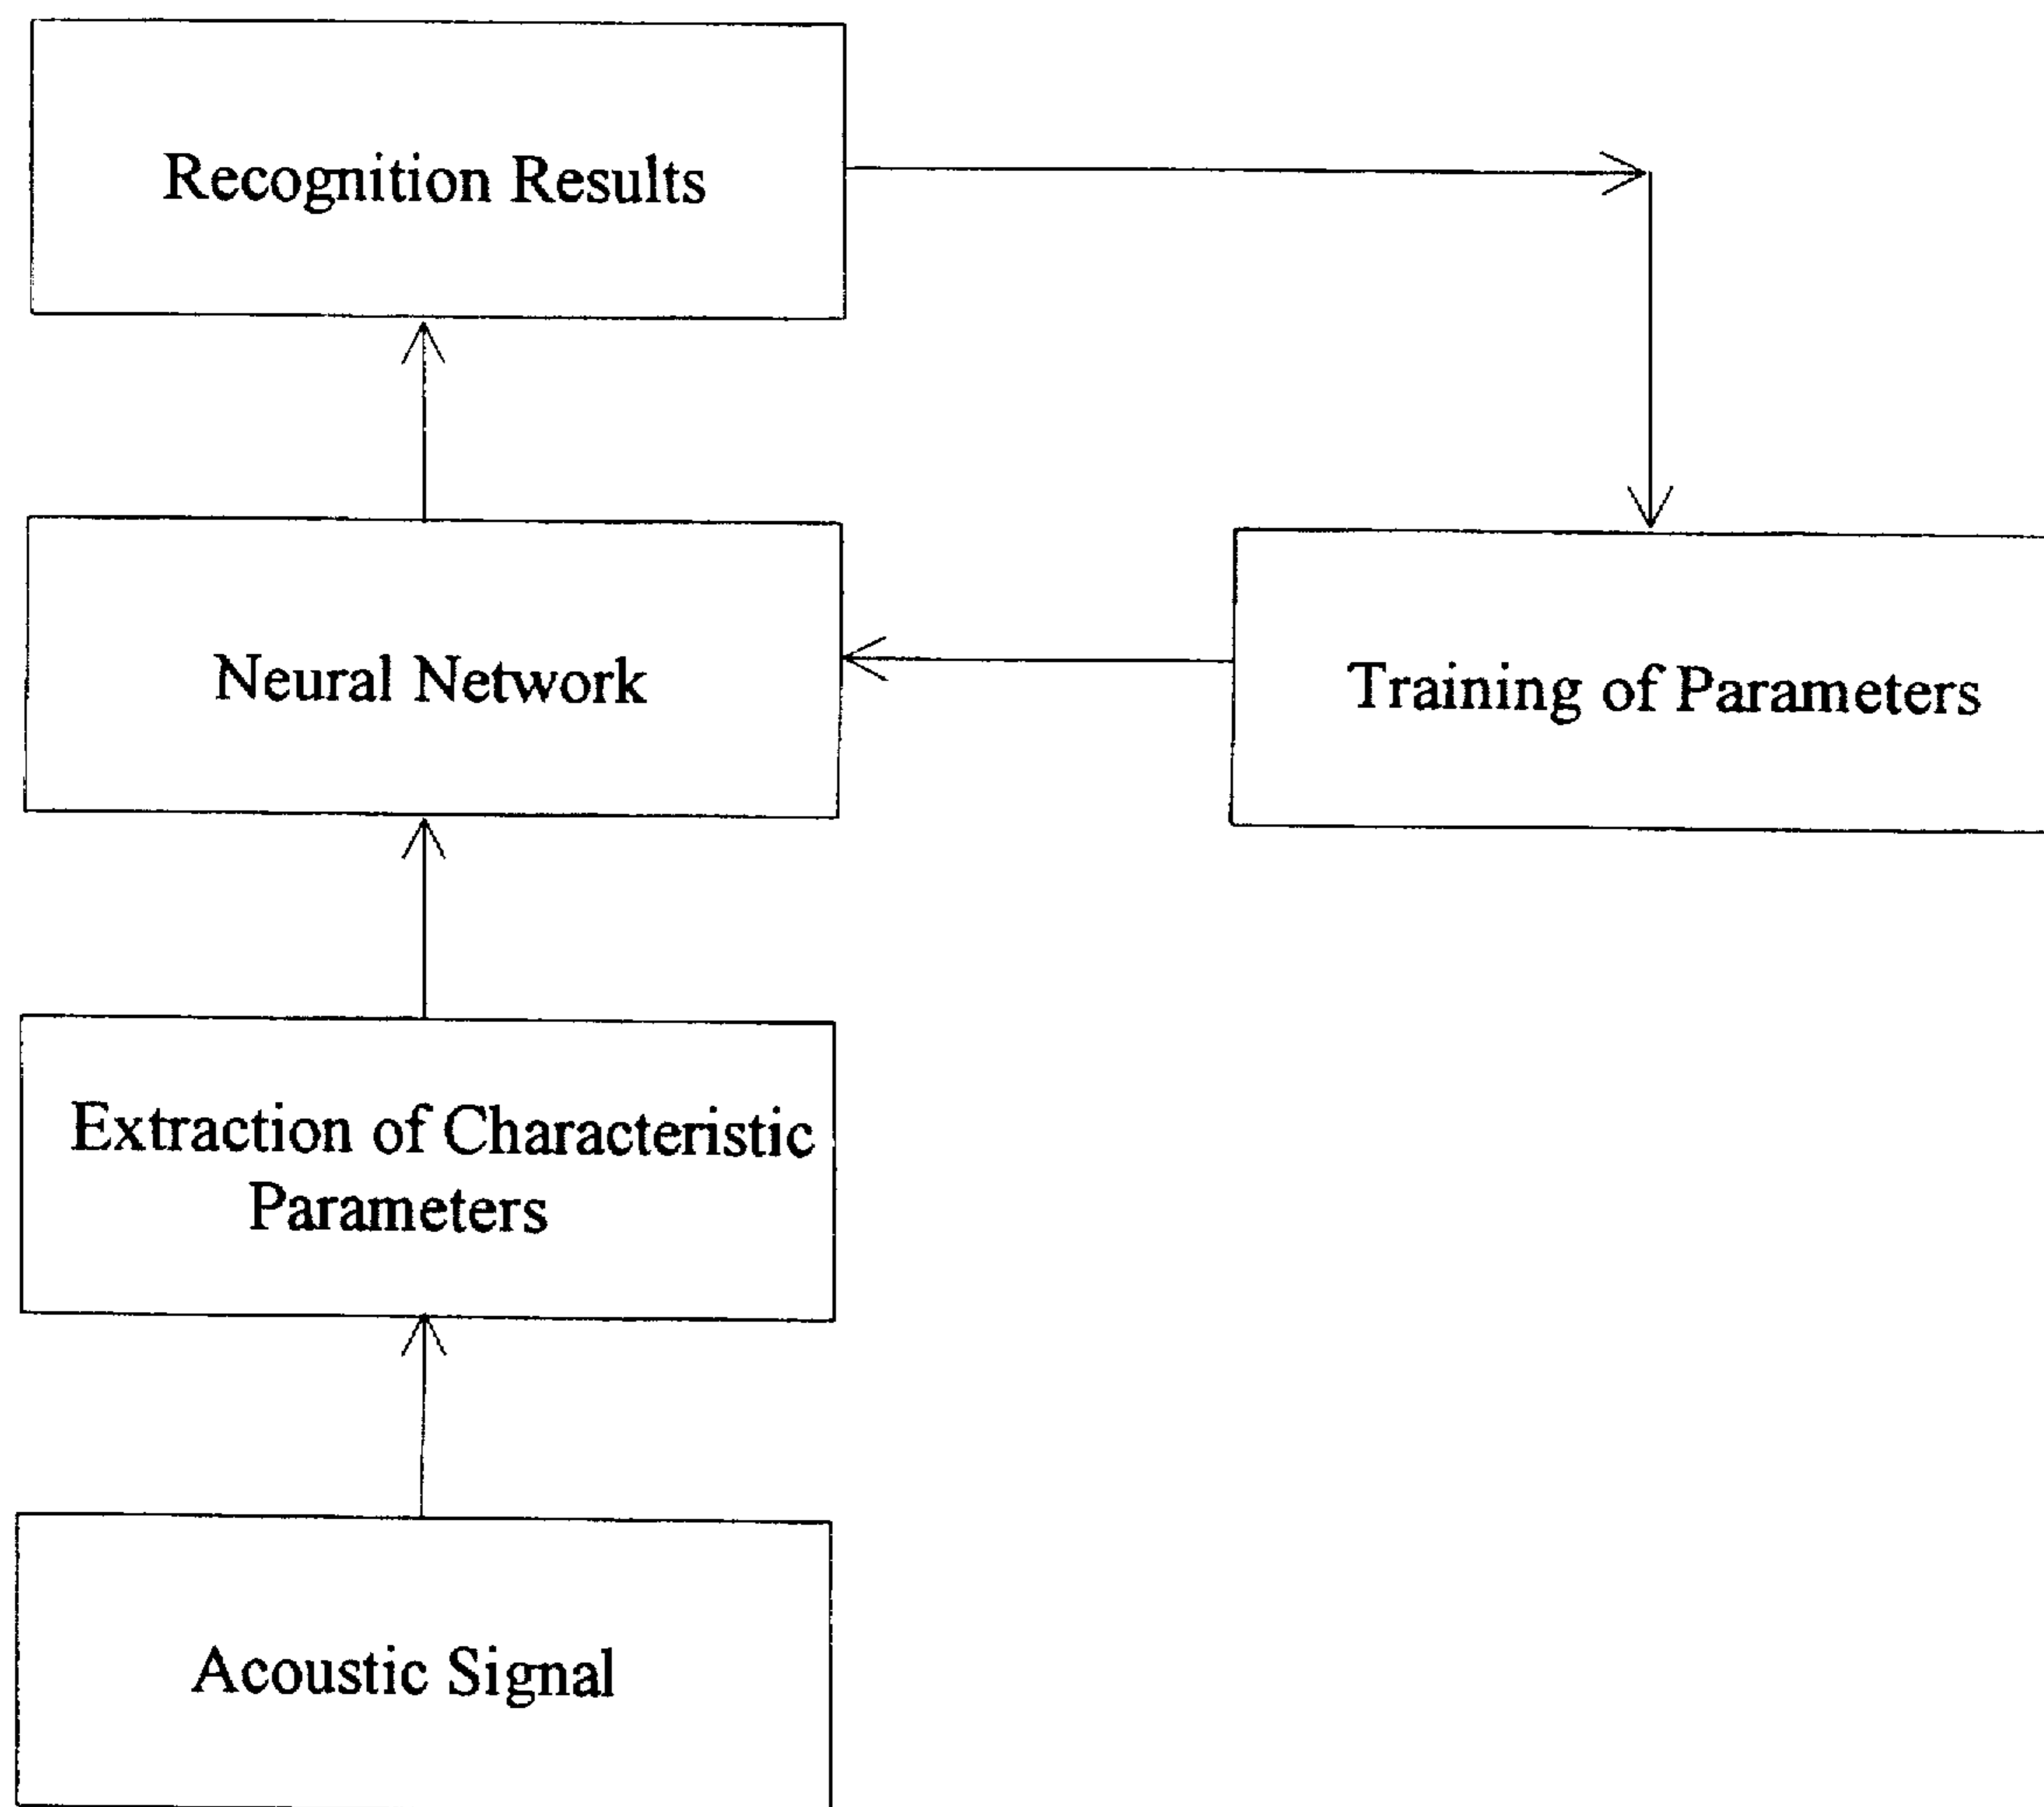 Recognition Results
Neural Network
Training of Parameters
Extraction of Characteristic
Parameters
Acoustic Signal